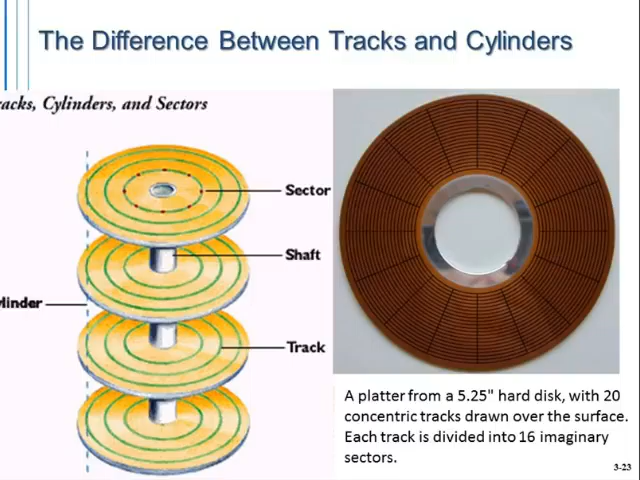 The Difference Between Tracks and Cylinders
racks, Cylinders, and Sectors
Sector
Shaft
linder
Track
A platter from a 5.25" hard disk, with 20
concentric tracks drawn over the surface.
Each track is divided into 16 imaginary
sectors.
3-23